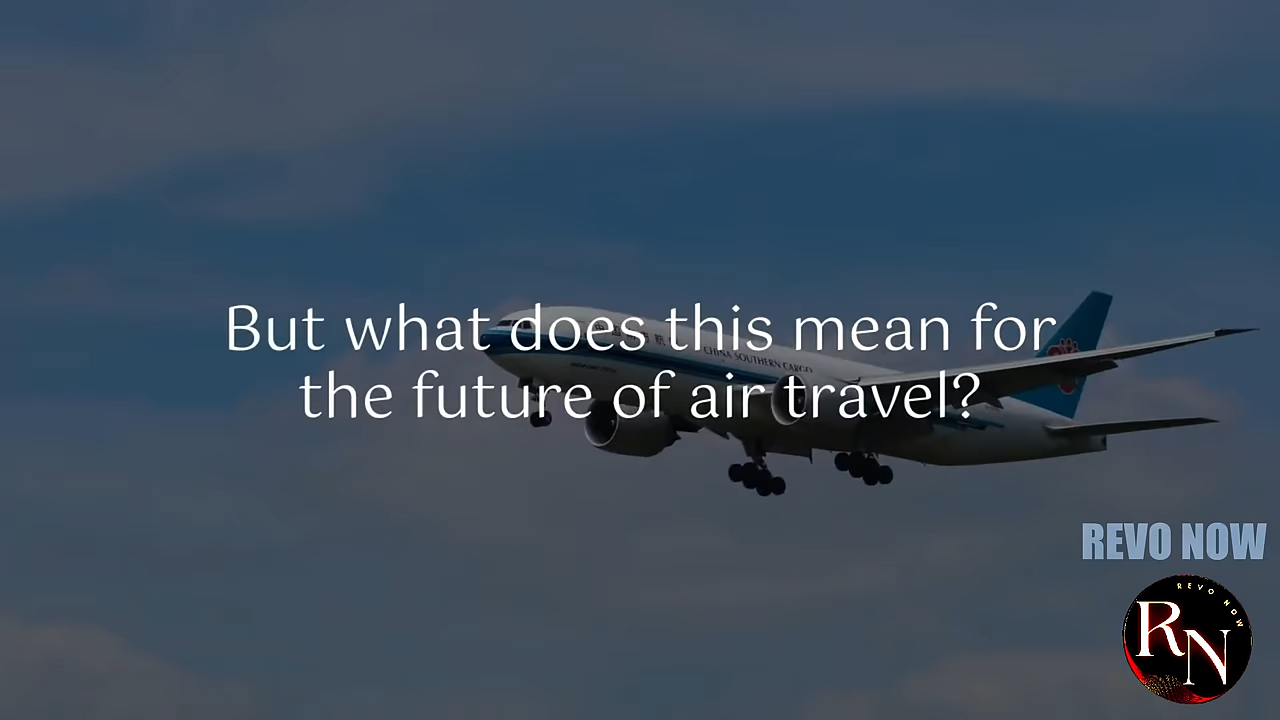 But what does this mean for
the future of air travel?
CHINA SOUTHERN CARGO
REVO NOW
REVO NOW
RN